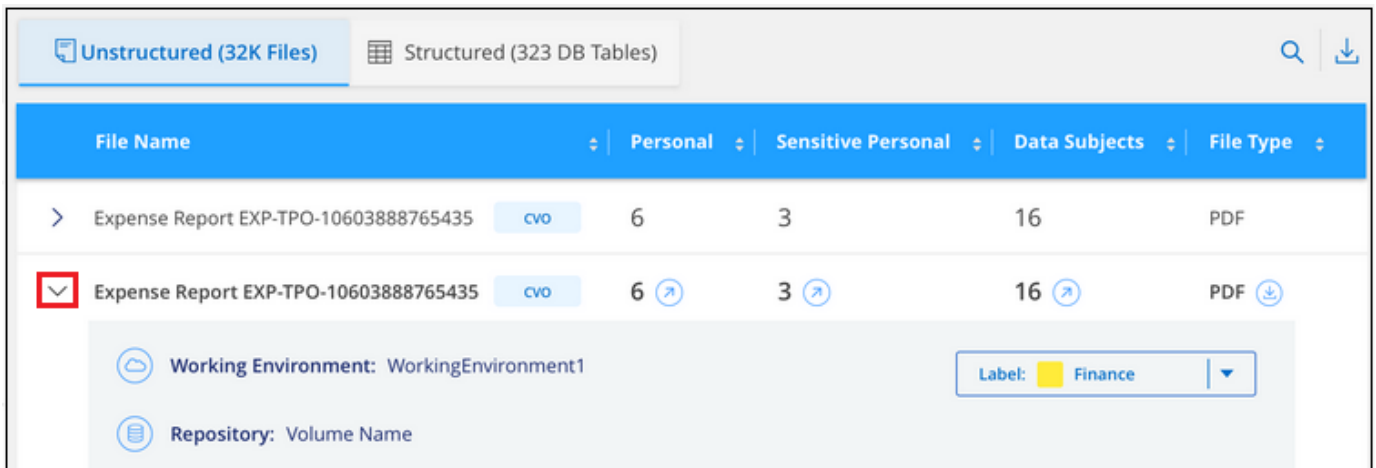 Unstructured (32K Files) Structured (323 DB Tables)
File Name Personal Sensitive Personal Data Subjects File Type
Expense Report EXP-TPO-10603888765435 CVO 6 3 16 PDF
Expense Report EXP-TPO-10603888765435 CVO 6 3 16 PDF
Working Environment: WorkingEnvironment1 Label: Finance
Repository: Volume Name